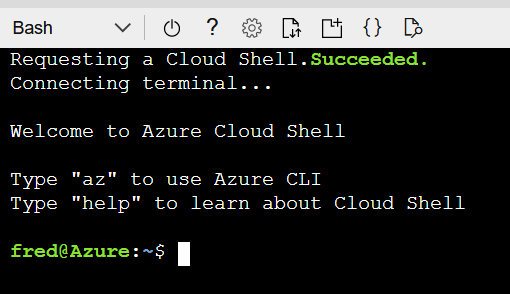 Bash
? {}
Requesting a Cloud Shell.Succeeded.
Connecting terminal...
Welcome to Azure Cloud Shell
Type "az" to use Azure CLI
Type "help" to learn about Cloud Shell
fred@Azure:~$